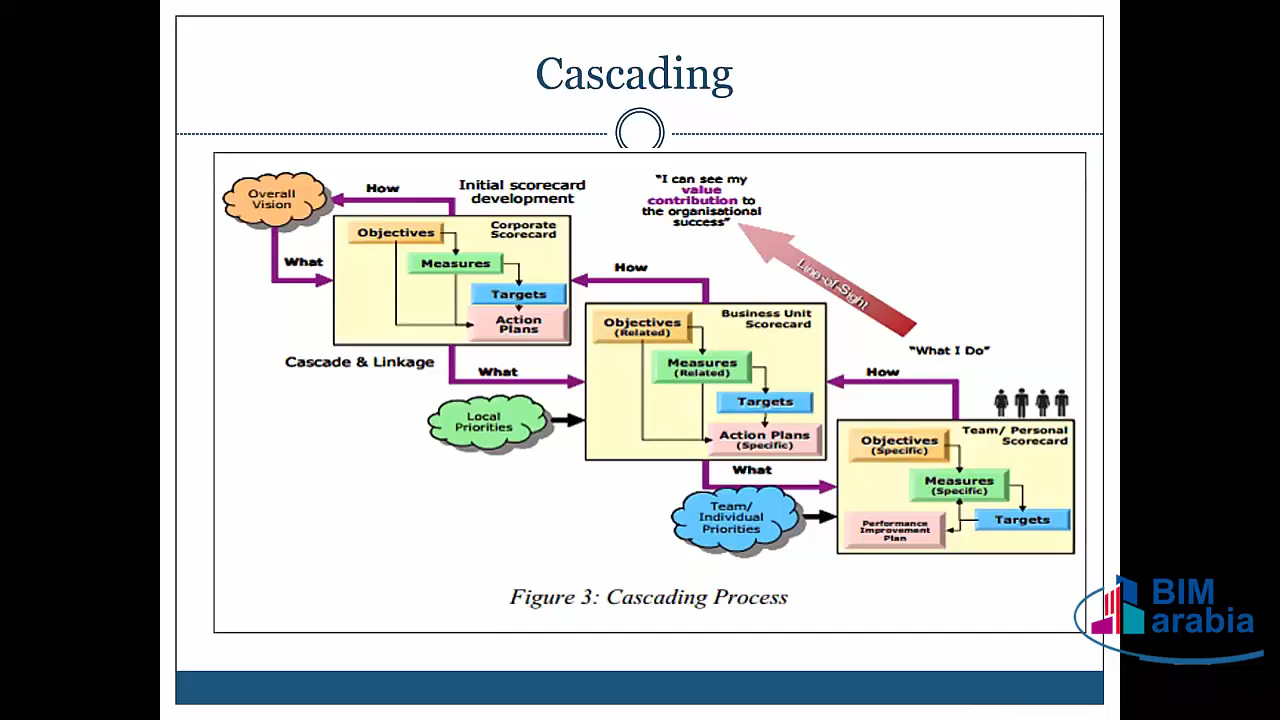 Cascading
Overall
Vision
How
Initial scorecard
development
"I can see my
value
contribution to
the organisational
success"
What
Corporate
Scorecard
Objectives
Measures
Targets
Action
Plans
How
Line-of-Sight
Cascade & Linkage
What
Business Unit
Scorecard
Objectives
(Related)
Measures
(Related)
Targets
Action Plans
(Specific)
"What I Do"
How
Local
Priorities
What
Team/ Personal
Scorecard
Objectives
(Specific)
Measures
(Specific)
Targets
Performance
Improvement
Plan
Team/
Individual
Priorities
Figure 3: Cascading Process
BIM
arabia